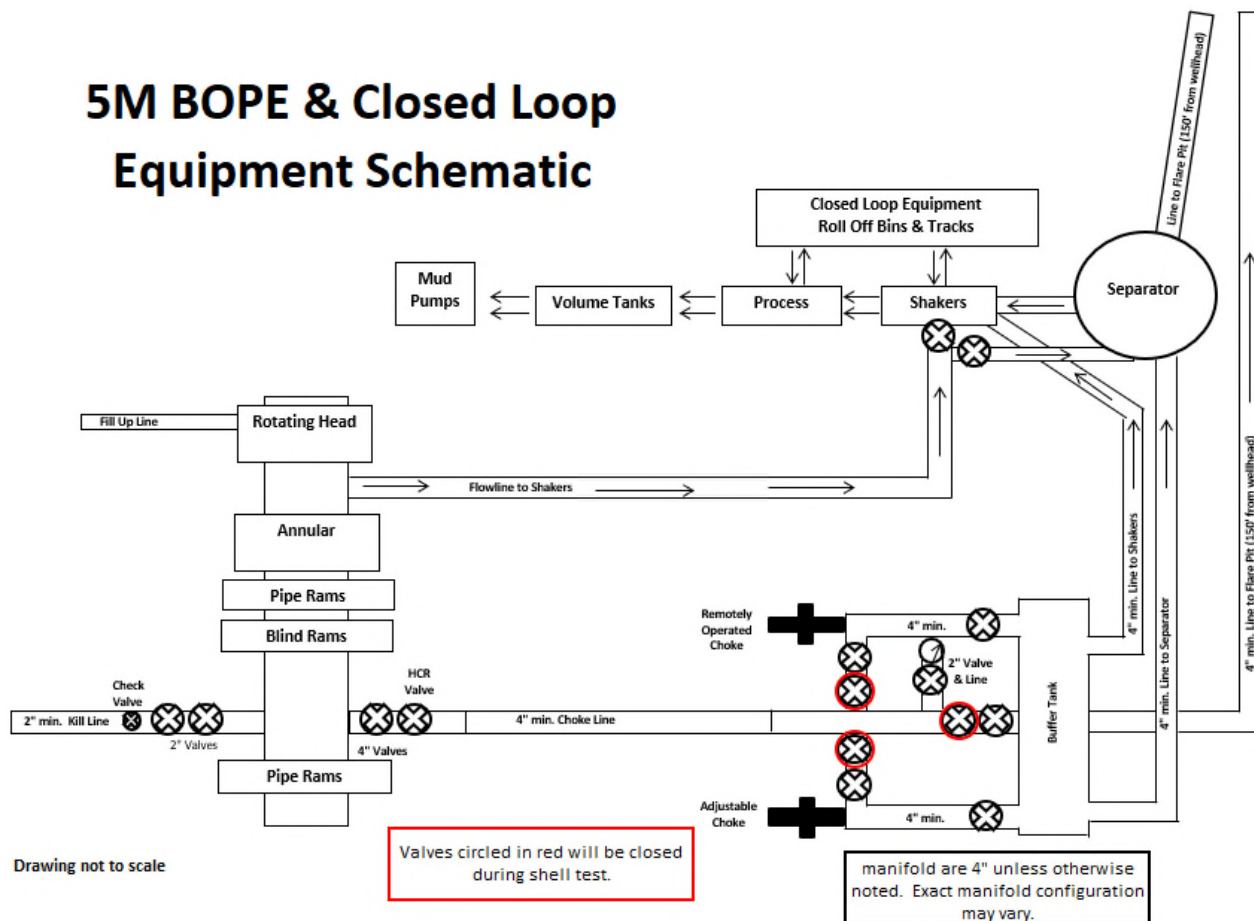 5M BOPE & Closed Loop
Equipment Schematic
Line to Flare Pit (150' from wellhead)
Closed Loop Equipment
Roll Off Bins & Tracks
Mud
Pumps
Volume Tanks
Process
Shakers
Separator
Fill Up Line
Rotating Head
Flowline to Shakers
Annular
Pipe Rams
Blind Rams
Check
Valve
2" min. Kill Line
2" Valves
HCR
Valve
4" Valves
4" min. Choke Line
Pipe Rams
Remotely
Operated
Choke
4" min.
2" Valve
& Line
Buffer Tank
Adjustable
Choke
4" min.
4" min. Line to Shakers
4" min. Line to Separator
4" min. Line to Flare Pit (150' from wellhead)
Drawing not to scale
Valves circled in red will be closed
during shell test.
manifold are 4" unless otherwise
noted. Exact manifold configuration
may vary.